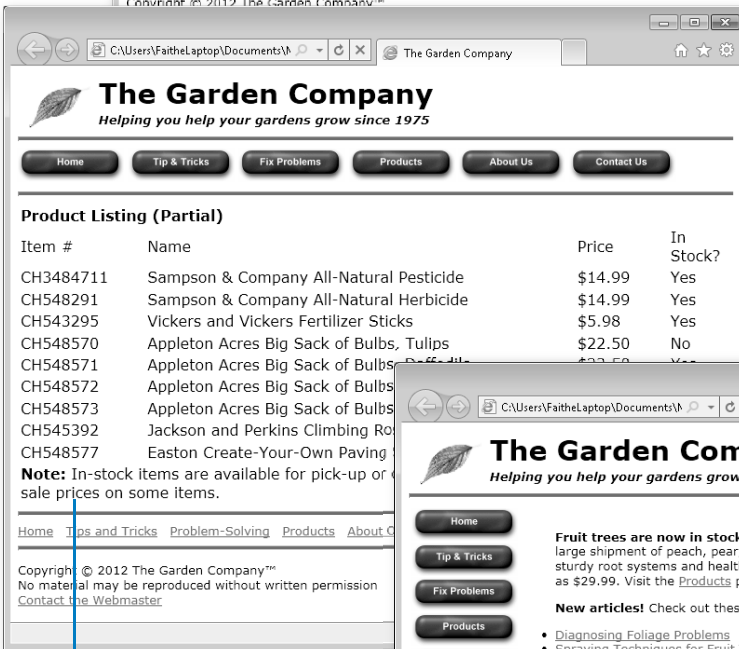 Copyright © 2012 The Garden Company™
C:\Users\FaitheLaptop\Documents\
The Garden Company
The Garden Company
Helping you help your gardens grow since 1975
Home Tip & Tricks Fix Problems Products About Us Contact Us
Product Listing (Partial)
Item # Name Price In Stock?
CH3484711 Sampson & Company All-Natural Pesticide $14.99 Yes
CH548291 Sampson & Company All-Natural Herbicide $14.99 Yes
CH543295 Vickers and Vickers Fertilizer Sticks $5.98 Yes
CH548570 Appleton Acres Big Sack of Bulbs, Tulips $22.50 No
CH548571 Appleton Acres Big Sack of Bulbs, Daffodils $22.50 Yes
CH548572 Appleton Acres Big Sack of Bulbs
CH548573 Appleton Acres Big Sack of Bulbs
CH545392 Jackson and Perkins Climbing
CH548577 Easton Create-Your-Own Paving
Note: In-stock items are available for pick-up or
sale prices on some items.
Home Tips and Tricks Problem-Solving Products About
Copyright © 2012 The Garden Company™
No material may be reproduced without written permission
Contact the Webmaster
C:\Users\FaitheLaptop\Documents\
The Garden Com
Helping you help your gardens grow
Home
Tip & Tricks
Fix Problems
Products
Fruit trees are now in stock
large shipment of peach, pear
sturdy root systems and healt
as $29.99. Visit the Products p
New articles! Check out thes
Diagnosing Foliage Problems
Spraying Techniques for Fruit